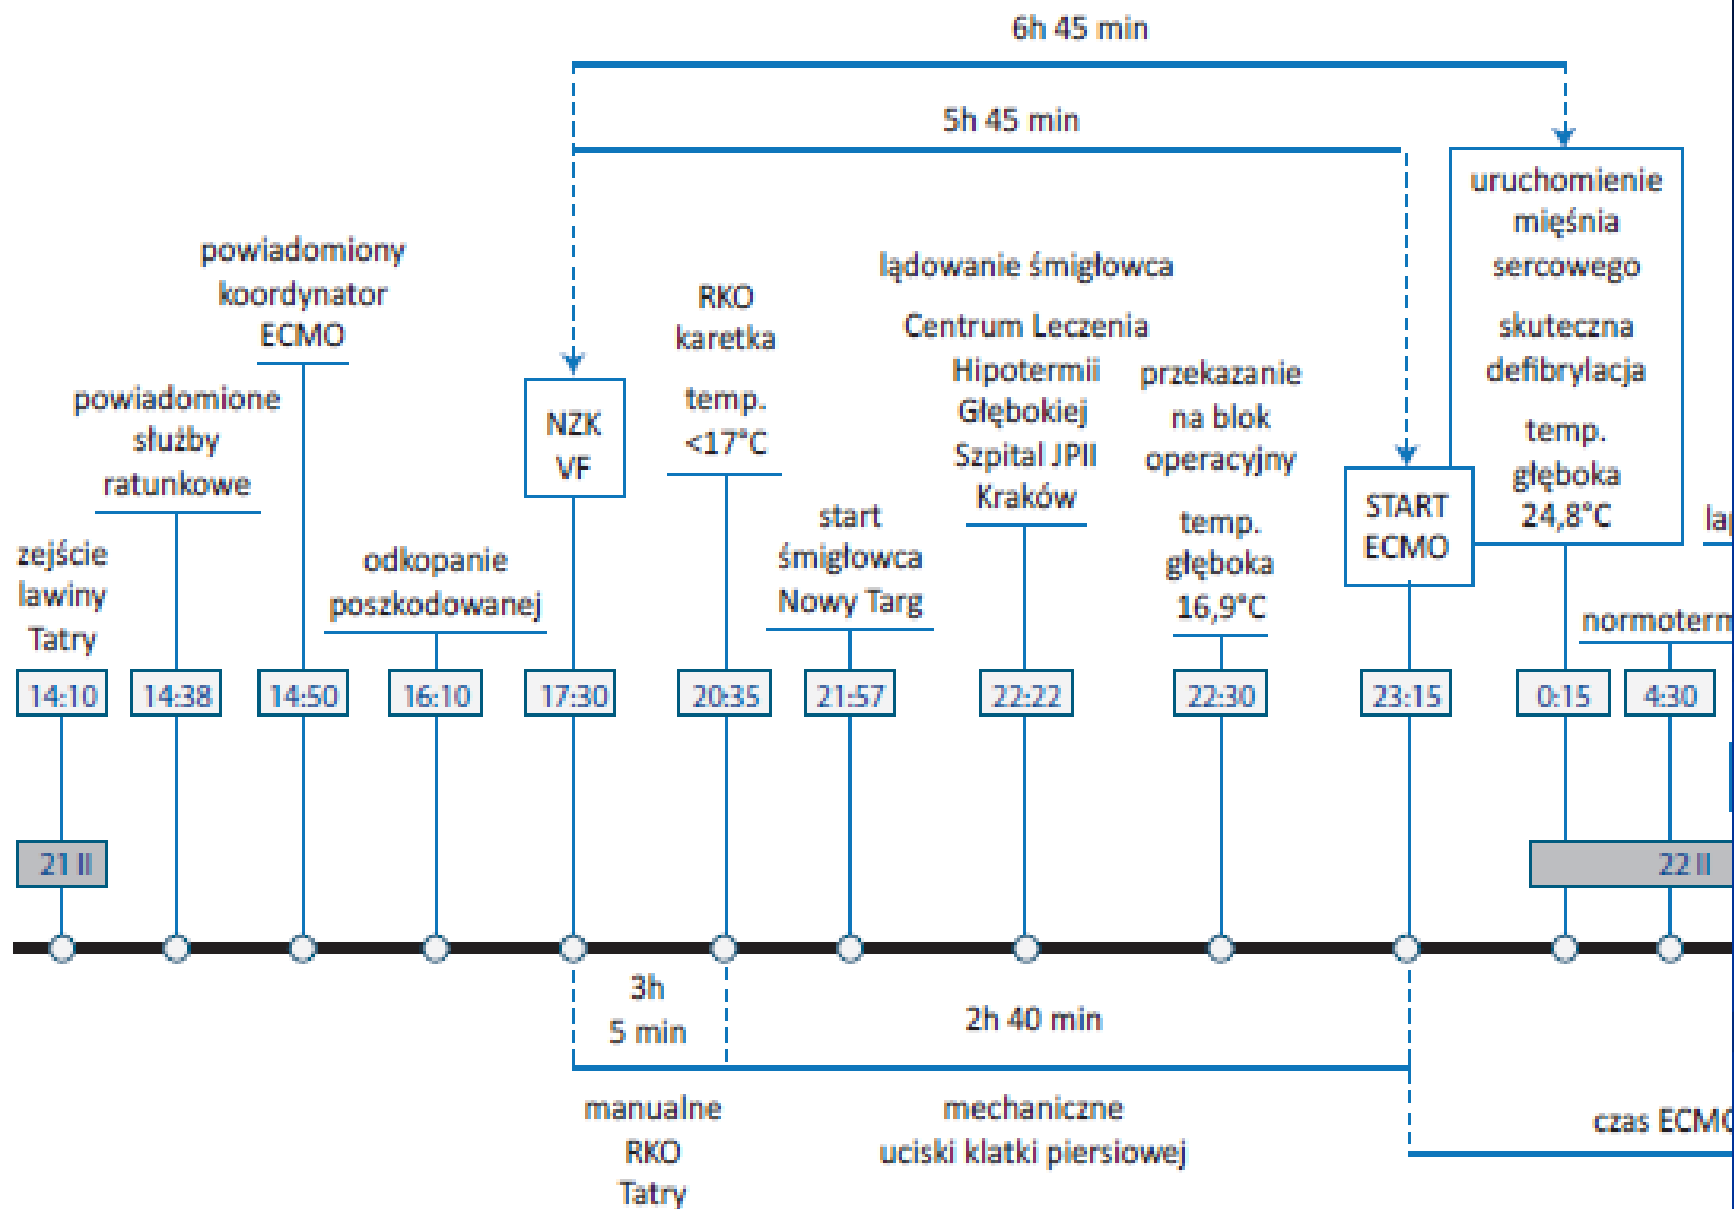 6h 45 min
5h 45 min
zejście
lawiny
Tatry
14:10
powiadomione
służby
ratunkowe
14:38
powiadomiony
koordynator
ECMO
14:50
odkopanie
poszkodowanej
16:10
NZK
VF
17:30
RKO
karetka
temp.
<17°C
20:35
start
śmigłowca
Nowy Targ
21:57
lądowanie śmigłowca
Centrum Leczenia
Hipotermii
Głębokiej
Szpital JPII
Kraków
22:22
przekazanie
na blok
operacyjny
temp.
głęboka
16,9°C
22:30
START
ECMO
23:15
uruchomienie
mięśnia
sercowego
skuteczna
defibrylacja
temp.
głęboka
24,8°C
0:15
normoterm
4:30
21 II
22 II
3h
5 min
2h 40 min
manualne
RKO
Tatry
mechaniczne
uciski klatki piersiowej
czas ECMO